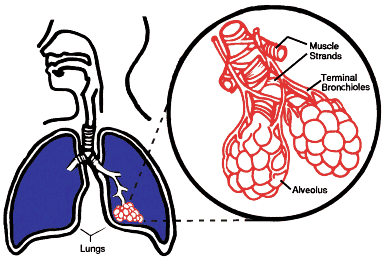 Muscle
Strands
Terminal
Bronchioles
Alveolus
Lungs